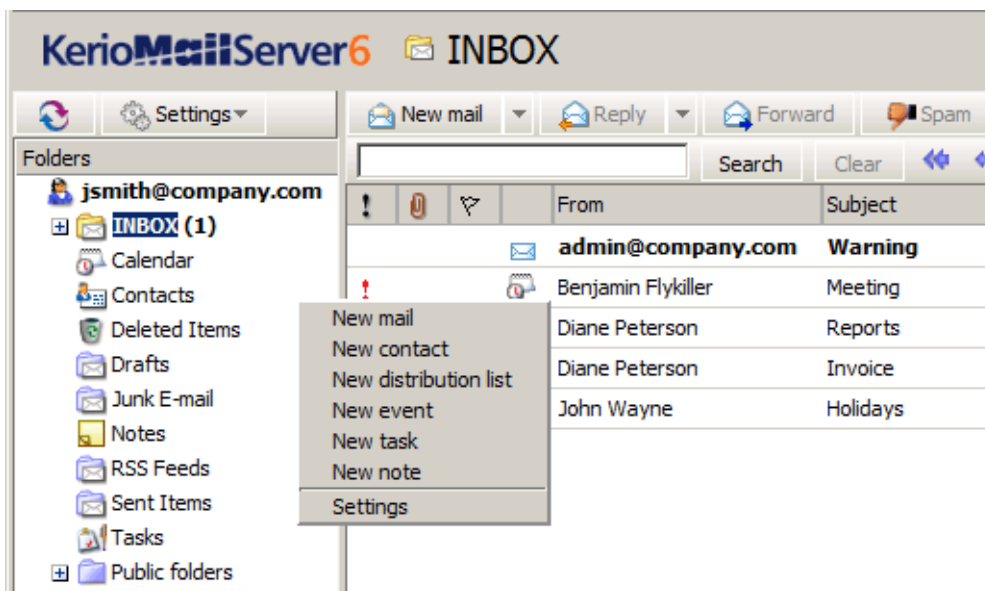 KerioMailServer6 INBOX
Settings
New mail Reply Forward Spam
Folders
Search Clear
jsmith@company.com
! From Subject
INBOX (1)
admin@company.com Warning
Calendar
! Benjamin Flykiller Meeting
Contacts
New mail
Deleted Items
Diane Peterson Reports
New contact
Drafts
Diane Peterson Invoice
New distribution list
Junk E-mail
New event
John Wayne Holidays
Notes
New task
RSS Feeds
New note
Sent Items
Settings
Tasks
Public folders